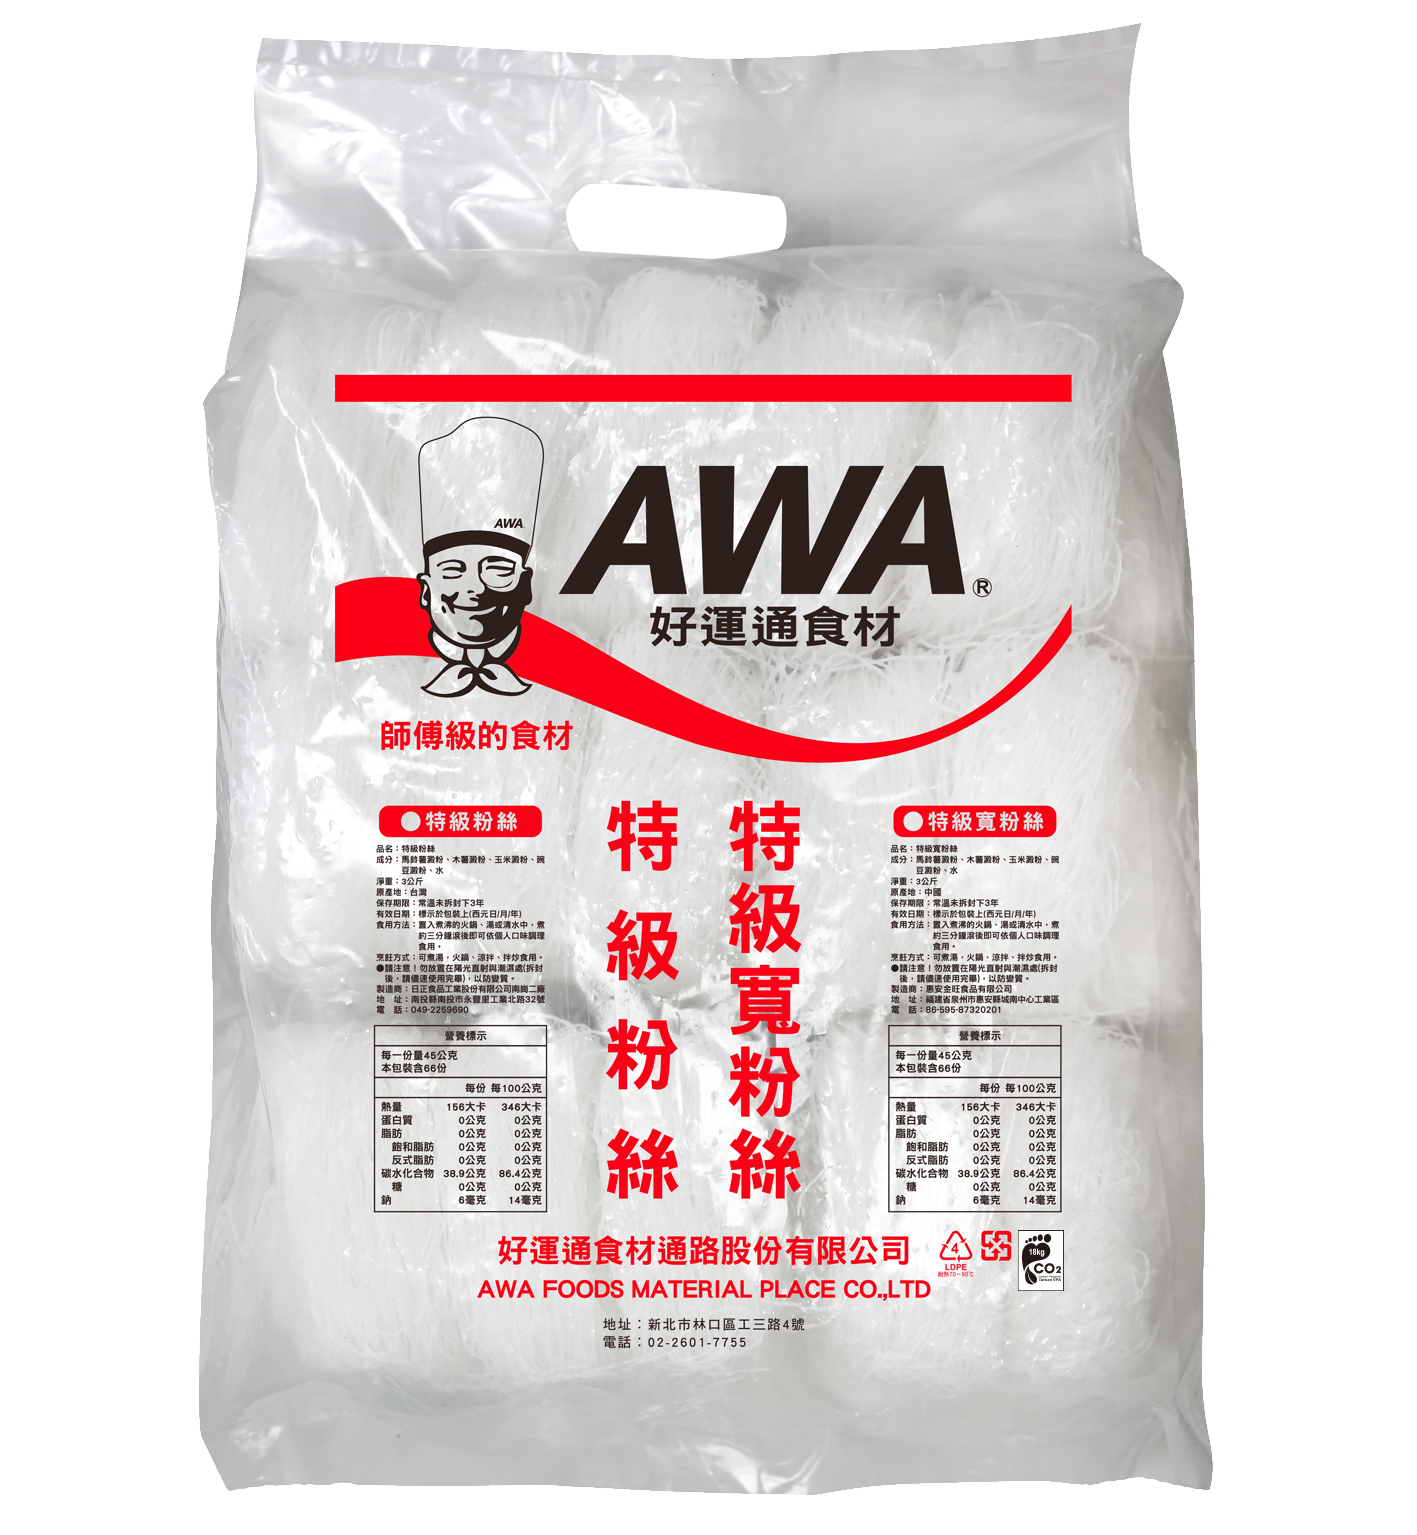 AWA
AWA®
好運通食材
師傅級的食材
特級粉絲
品名：特級粉絲
成分：馬鈴薯澱粉、木薯澱粉、玉米澱粉、豌
豆澱粉、水
淨重：3公斤
原產地：台灣
保存期限：常溫未拆封下3年
有效日期：標示於包裝上(西元日/月/年)
食用方法：置入煮沸的火鍋、湯或清水中，煮
約三分鐘滾後即可依個人口味調理
食用。
烹飪方式：可煮湯，火鍋、涼拌、拌炒食用。
●請注意！勿放置在陽光直射與潮濕處(拆封
後，請儘速使用完畢)，以防變質。
製造商：日正食品工業股份有限公司南崗二廠
地　址：南投縣南投市永豐里工業北路32號
電　話：049-2259690
營養標示
每一份量45公克
本包裝含66份
每份 每100公克
熱量 156大卡 346大卡
蛋白質 0公克 0公克
脂肪 0公克 0公克
飽和脂肪 0公克 0公克
反式脂肪 0公克 0公克
碳水化合物 38.9公克 86.4公克
糖 0公克 0公克
鈉 6毫克 14毫克
特級粉絲
特級寬粉絲
特級寬粉絲
品名：特級寬粉絲
成分：馬鈴薯澱粉、木薯澱粉、玉米澱粉、豌
豆澱粉、水
淨重：3公斤
原產地：中國
保存期限：常溫未拆封下3年
有效日期：標示於包裝上(西元日/月/年)
食用方法：置入煮沸的火鍋、湯或清水中，煮
約三分鐘滾後即可依個人口味調理
食用。
烹飪方式：可煮湯，火鍋、涼拌、拌炒食用。
●請注意！勿放置在陽光直射與潮濕處(拆封
後，請儘速使用完畢)，以防變質。
製造商：惠安金旺食品有限公司
地　址：福建省泉州市惠安縣城南中心工業區
電　話：86-595-87320201
營養標示
每一份量45公克
本包裝含66份
每份 每100公克
熱量 156大卡 346大卡
蛋白質 0公克 0公克
脂肪 0公克 0公克
飽和脂肪 0公克 0公克
反式脂肪 0公克 0公克
碳水化合物 38.9公克 86.4公克
糖 0公克 0公克
鈉 6毫克 14毫克
好運通食材通路股份有限公司
AWA FOODS MATERIAL PLACE CO.,LTD
4
LDPE
耐熱70~90℃
18kg
CO2
Taiwan EPA
地址：新北市林口區工三路4號
電話：02-2601-7755